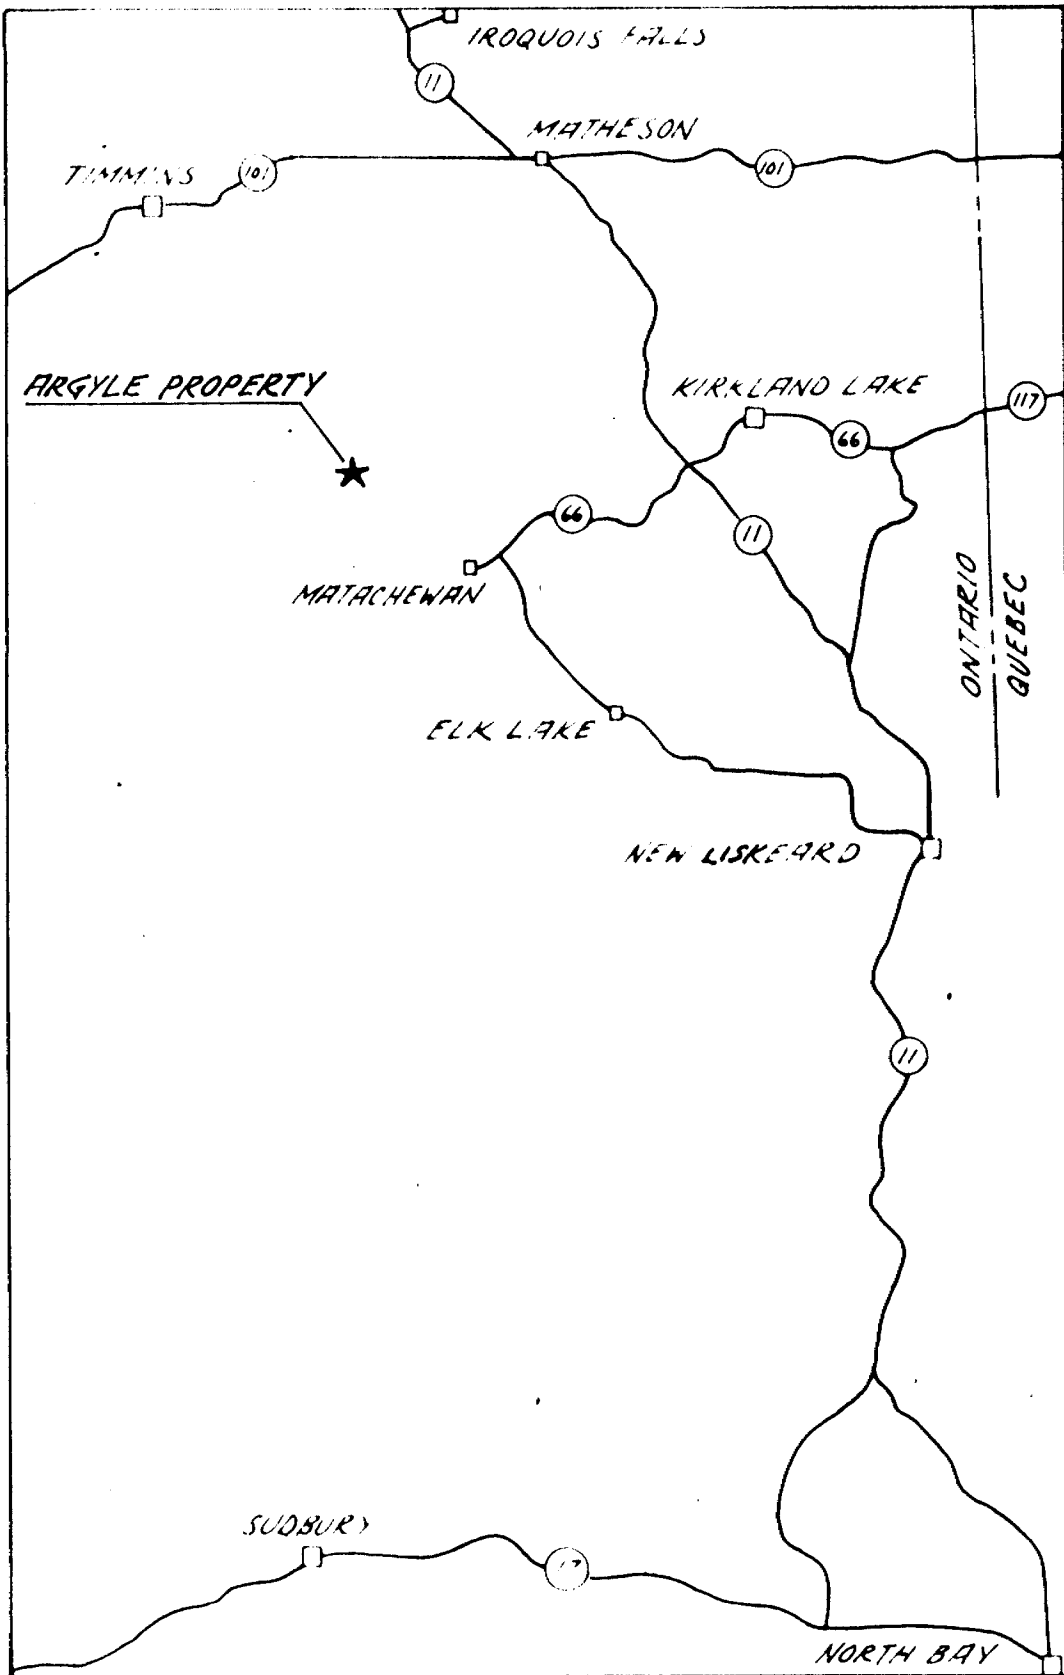 IROQUOIS FALLS
11
MATHESON
TIMMINS
101
101
ARGYLE PROPERTY
KIRKLAND LAKE
117
66
66
11
MATACHEWAN
ONTARIO
QUEBEC
ELK LAKE
NEW LISKEARD
11
SUDBURY
17
NORTH BAY